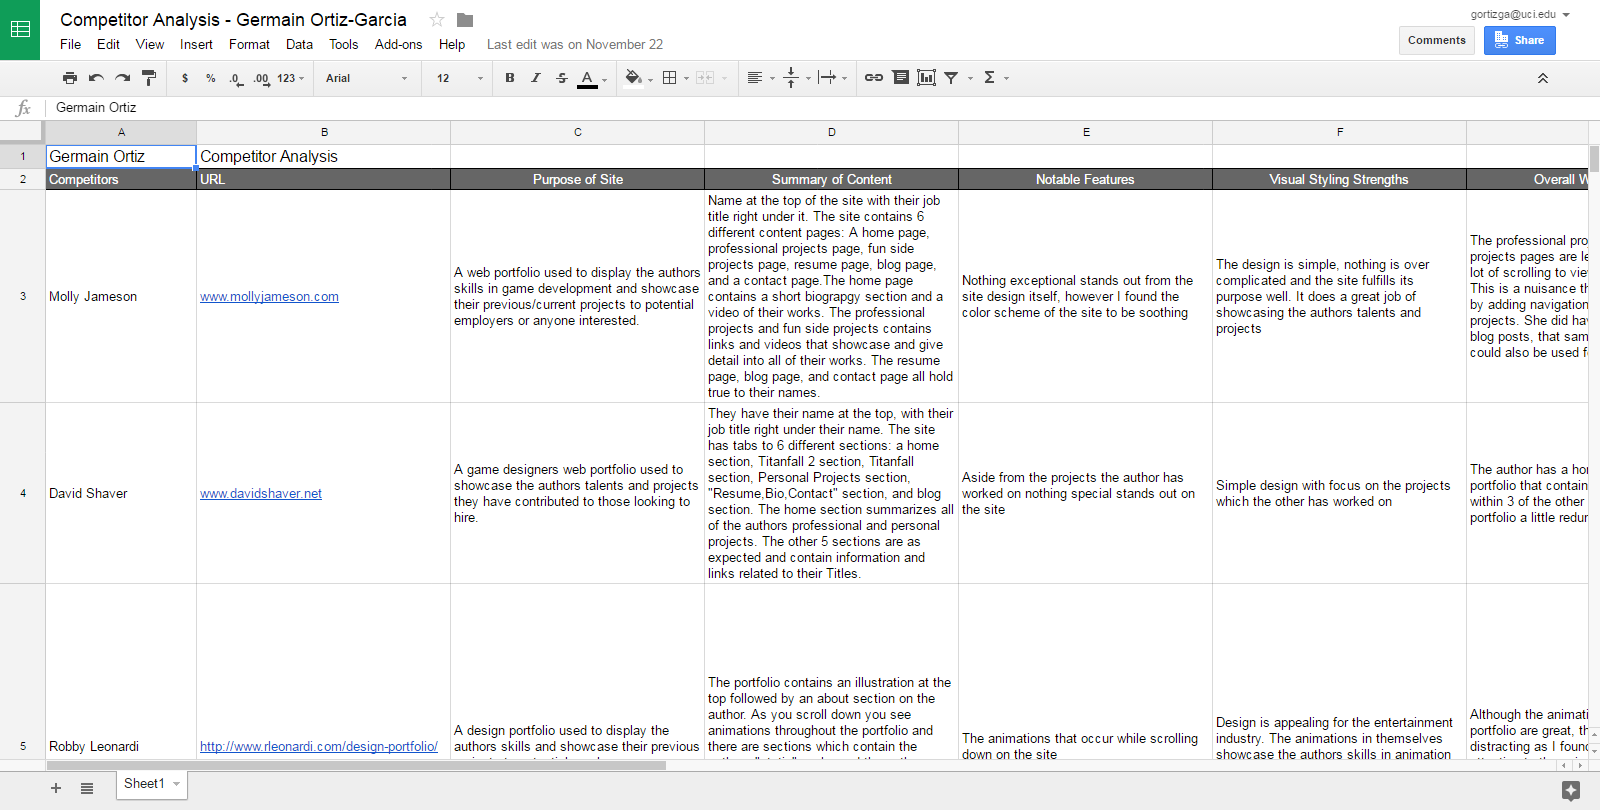 Competitor Analysis - Germain Ortiz-Garcia
gortizga@uci.edu
File Edit View Insert Format Data Tools Add-ons Help Last edit was on November 22
Comments
Share
$ % .0 .00 123 Arial 12 B I S A Σ
fx Germain Ortiz
A B C D E F
1 Germain Ortiz Competitor Analysis
2 Competitors URL Purpose of Site Summary of Content Notable Features Visual Styling Strengths Overall W
3
Molly Jameson
www.mollyjameson.com
A web portfolio used to display the authors
skills in game development and showcase
their previous/current projects to potential
employers or anyone interested.
Name at the top of the site with their job
title right under it. The site contains 6
different content pages: A home page,
professional projects page, fun side
projects page, resume page, blog page,
and a contact page.The home page
contains a short biograpgy section and a
video of their works. The professional
projects and fun side projects contains
links and videos that showcase and give
detail into all of their works. The resume
page, blog page, and contact page all hold
true to their names.
Nothing exceptional stands out from the
site design itself, however I found the
color scheme of the site to be soothing
The design is simple, nothing is over
complicated and the site fulfills its
purpose well. It does a great job of
showcasing the authors talents and
projects
The professional pro
projects pages are le
lot of scrolling to vie
This is a nuisance th
by adding navigation
projects. She did ha
blog posts, that sam
could also be used f
4
David Shaver
www.davidshaver.net
A game designers web portfolio used to
showcase the authors talents and projects
they have contributed to those looking to
hire.
They have their name at the top, with their
job title right under their name. The site
has tabs to 6 different sections: a home
section, Titanfall 2 section, Titanfall
section, Personal Projects section,
"Resume,Bio,Contact" section, and blog
section. The home section summarizes all
of the authors professional and personal
projects. The other 5 sections are as
expected and contain information and
links related to their Titles.
Aside from the projects the author has
worked on nothing special stands out on
the site
Simple design with focus on the projects
which the other has worked on
The author has a ho
portfolio that contain
within 3 of the other
portfolio a little redu
5
Robby Leonardi
http://www.rleonardi.com/design-portfolio/
A design portfolio used to display the
authors skills and showcase their previous
The portfolio contains an illustration at the
top followed by an about section on the
author. As you scroll down you see
animations throughout the portfolio and
there are sections which contain the
The animations that occur while scrolling
down on the site
Design is appealing for the entertainment
industry. The animations in themselves
showcase the authors skills in animation
Although the animati
portfolio are great, th
distracting as I found
Sheet1